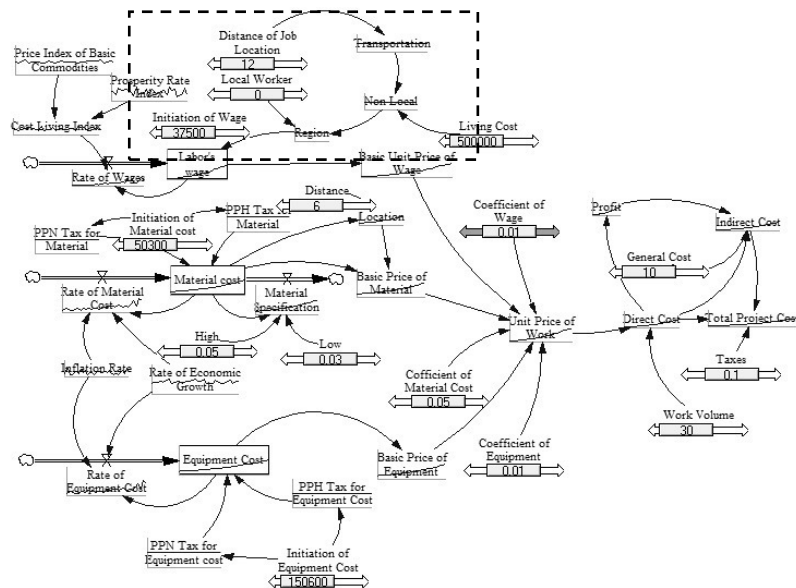 Distance of Job
Location
12
Transportation
Price Index of Basic
Commodities
Prosperity Rate
Index
Local Worker
0
Non Local
Cost Living Index
Initiation of Wage
37500
Region
Living Cost
500000
Labor's
wage
Basic Unit Price of
Wage
Rate of Wages
Distance
6
PPN Tax for
Material
Initiation of
Material cost
50300
PPH Tax for
Material
Location
Coefficient of
Wage
0.01
Profit
Indirect Cost
General Cost
10
Material cost
Rate of Material
Cost
Material
Specification
Basic Price of
Material
Unit Price of
Work
Direct Cost
Total Project Cost
High
0.05
Low
0.03
Inflation Rate
Rate of Economic
Growth
Cofficient of
Material Cost
0.05
Taxes
0.1
Work Volume
30
Equipment Cost
Basic Price of
Equipment
Coefficient of
Equipment
0.01
Rate of
Equipment Cost
PPH Tax for
Equipment Cost
PPN Tax for
Equipment cost
Initiation of
Equipment Cost
150600